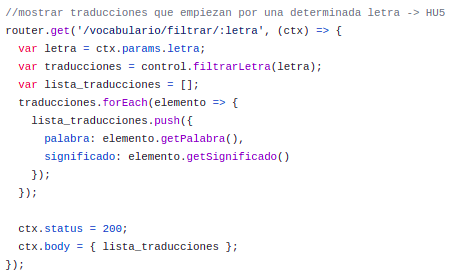 //mostrar traducciones que empiezan por una determinada letra -> HU5
router.get('/vocabulario/filtrar/:letra', (ctx) => {
  var letra = ctx.params.letra;
  var traducciones = control.filtrarLetra(letra);
  var lista_traducciones = [];
  traducciones.forEach(elemento => {
    lista_traducciones.push({
      palabra: elemento.getPalabra(),
      significado: elemento.getSignificado()
    });
  });

  ctx.status = 200;
  ctx.body = { lista_traducciones };
});